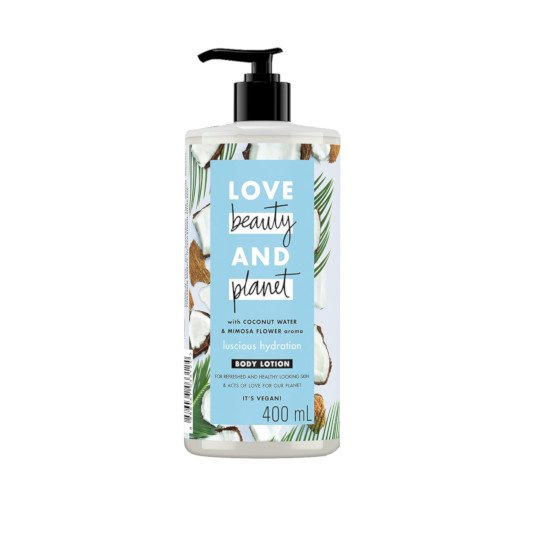 LOVE
beauty
AND
planet
with COCONUT WATER
& MIMOSA FLOWER aroma
luscious hydration
BODY LOTION
FOR REFRESHED AND HEALTHY LOOKING SKIN
& ACTS OF LOVE FOR OUR PLANET
IT'S VEGAN!
400 mL